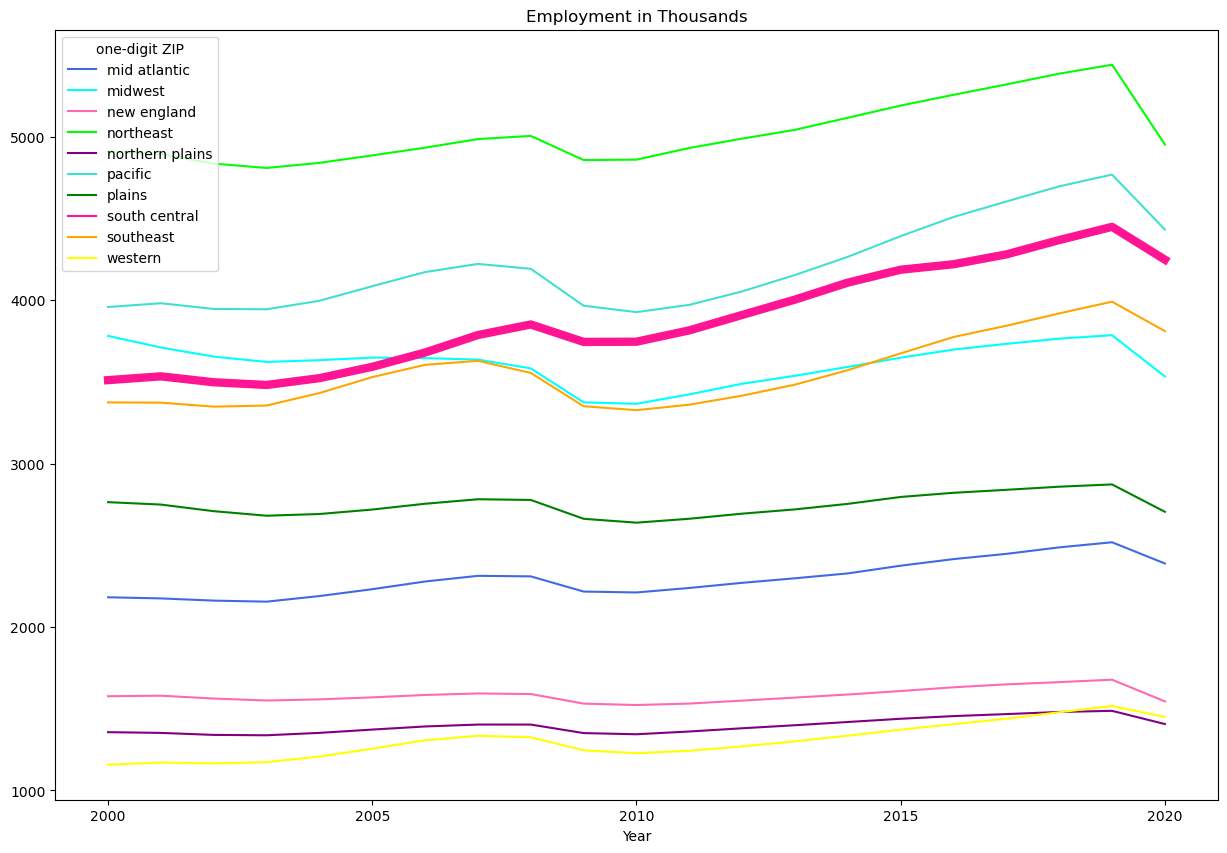 Employment in Thousands
one-digit ZIP
mid atlantic
midwest
new england
northeast
northern plains
pacific
plains
south central
southeast
western
5000
4000
3000
2000
1000
2000 2005 2010 2015 2020
Year